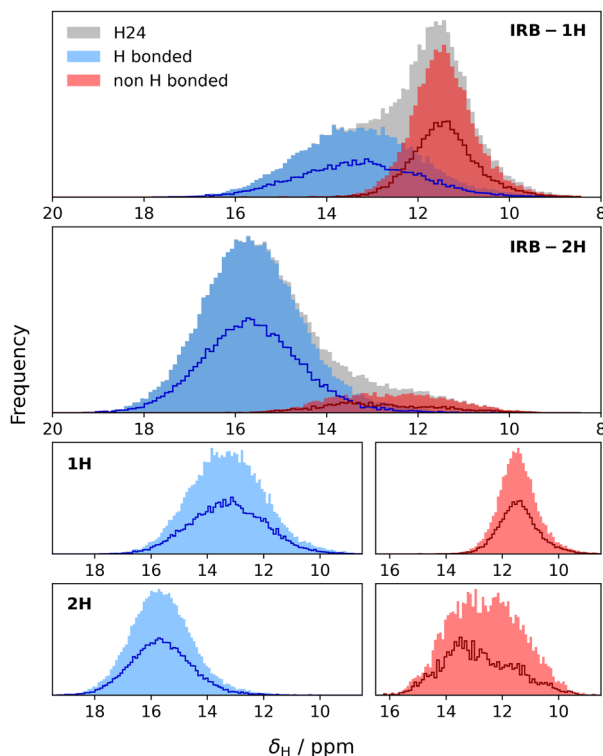 H24
H bonded
non H bonded
IRB – 1H
20 18 16 14 12 10 8
IRB – 2H
20 18 16 14 12 10 8
Frequency
1H
18 16 14 12 10
16 14 12 10
2H
18 16 14 12 10
16 14 12 10
δH / ppm